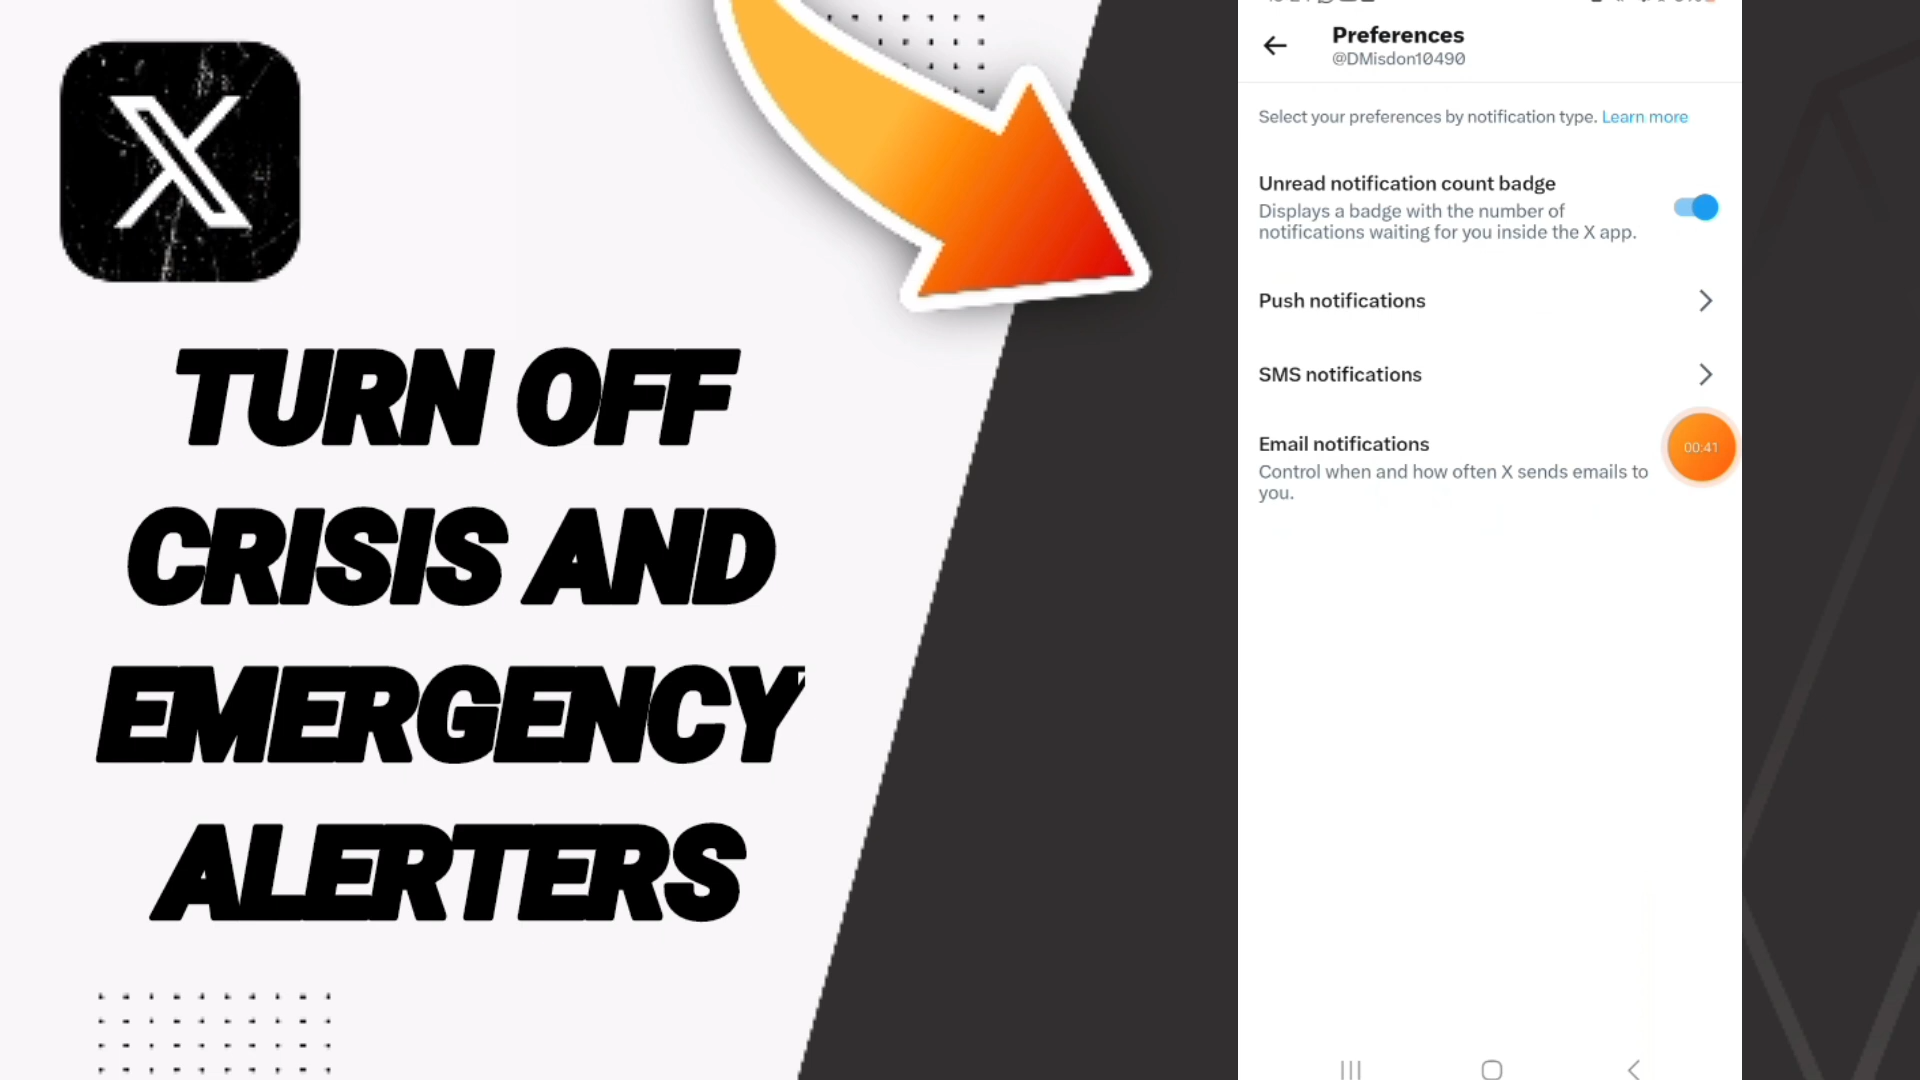 TURN OFF
CRISIS AND
EMERGENCY
ALERTERS
Preferences
@DMisdon10490
Select your preferences by notification type. Learn more
Unread notification count badge
Displays a badge with the number of
notifications waiting for you inside the X app.
Push notifications
SMS notifications
Email notifications
00:41
Control when and how often X sends emails to
you.